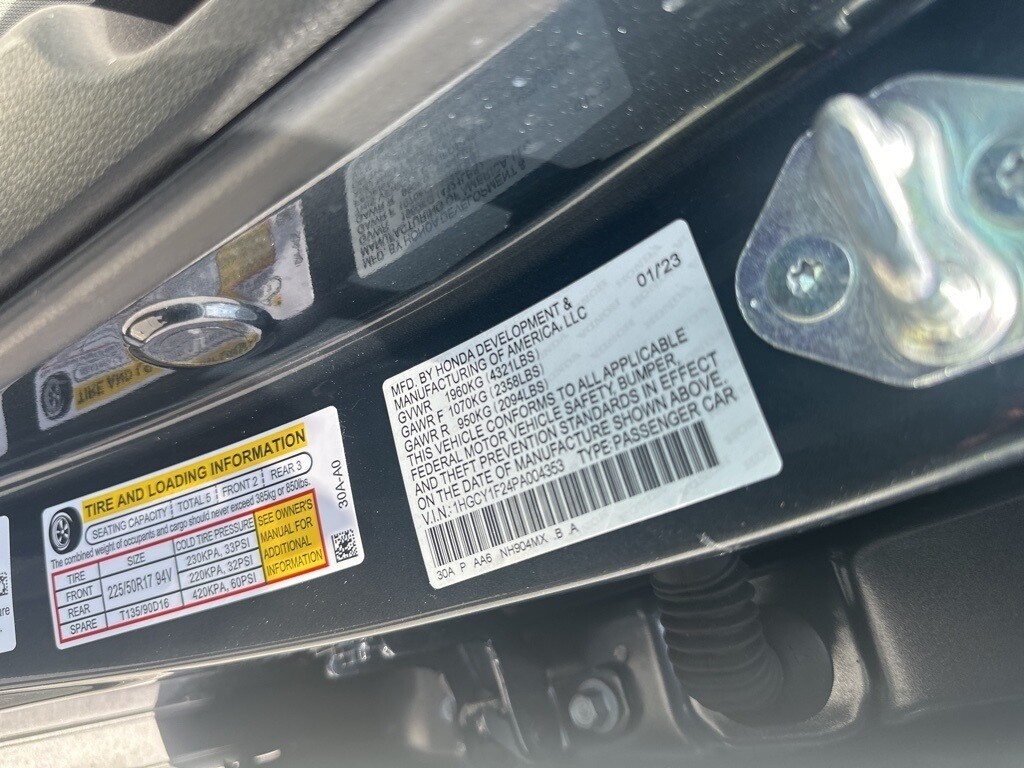 MFD. BY HONDA DEVELOPMENT &
MANUFACTURING OF AMERICA, LLC 01/23
GVWR 1960KG 4321LBS)
GAWR F 1070KG (2358LBS)
GAWR R 950KG (2094LBS)
THIS VEHICLE CONFORMS TO ALL APPLICABLE
FEDERAL MOTOR VEHICLE SAFETY, BUMPER,
AND THEFT PREVENTION STANDARDS IN EFFECT
ON THE DATE OF MANUFACTURE SHOWN ABOVE.
V.I.N: 1HGCY1F24PA004353 TYPE: PASSENGER CAR
30A P AA6 NH904MX B A
TIRE AND LOADING INFORMATION
SEATING CAPACITY TOTAL 5 FRONT 2 REAR 3
The combined weight of occupants and cargo should never exceed 385kg or 850lbs.
TIRE SIZE COLD TIRE PRESSURE
FRONT 225/50R17 94V 230KPA, 33PSI
REAR 220KPA, 32PSI
SPARE T135/90D16 420KPA, 60PSI
SEE OWNER'S
MANUAL FOR
ADDITIONAL
INFORMATION
30A-A0